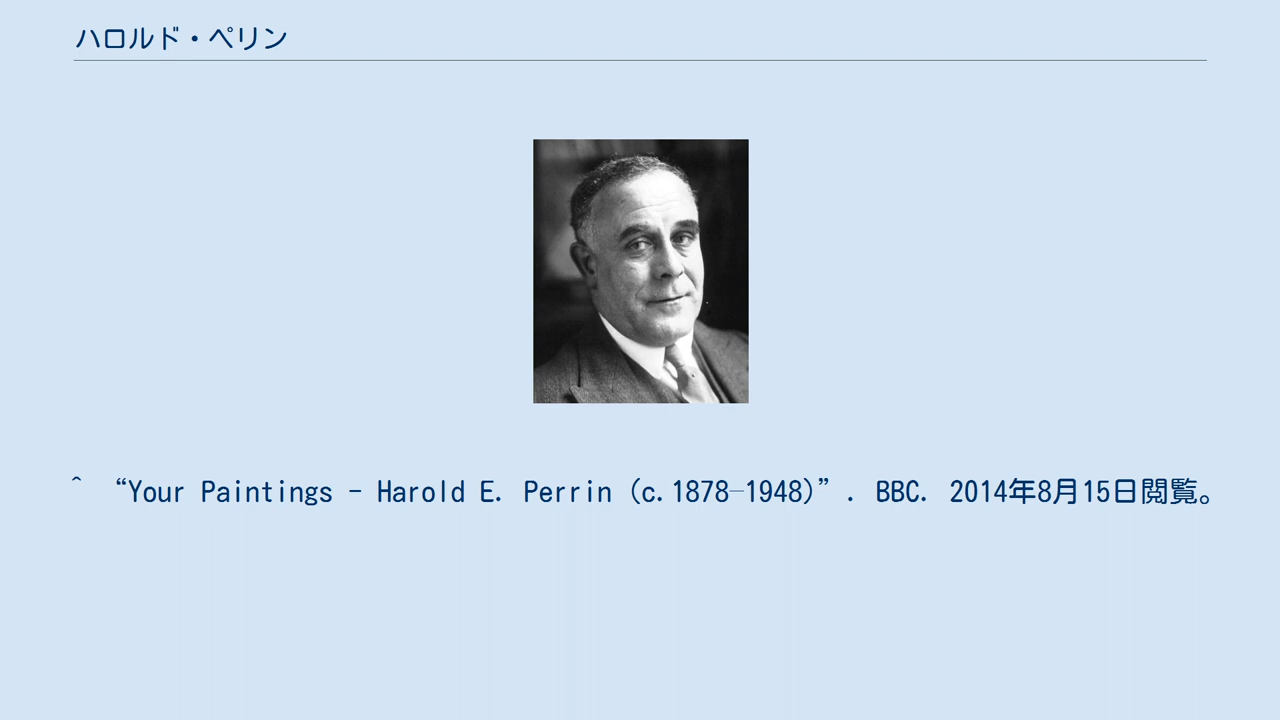 ハロルド・ペリン
^ “Your Paintings – Harold E. Perrin (c.1878–1948)”. BBC. 2014年8月15日閲覧。